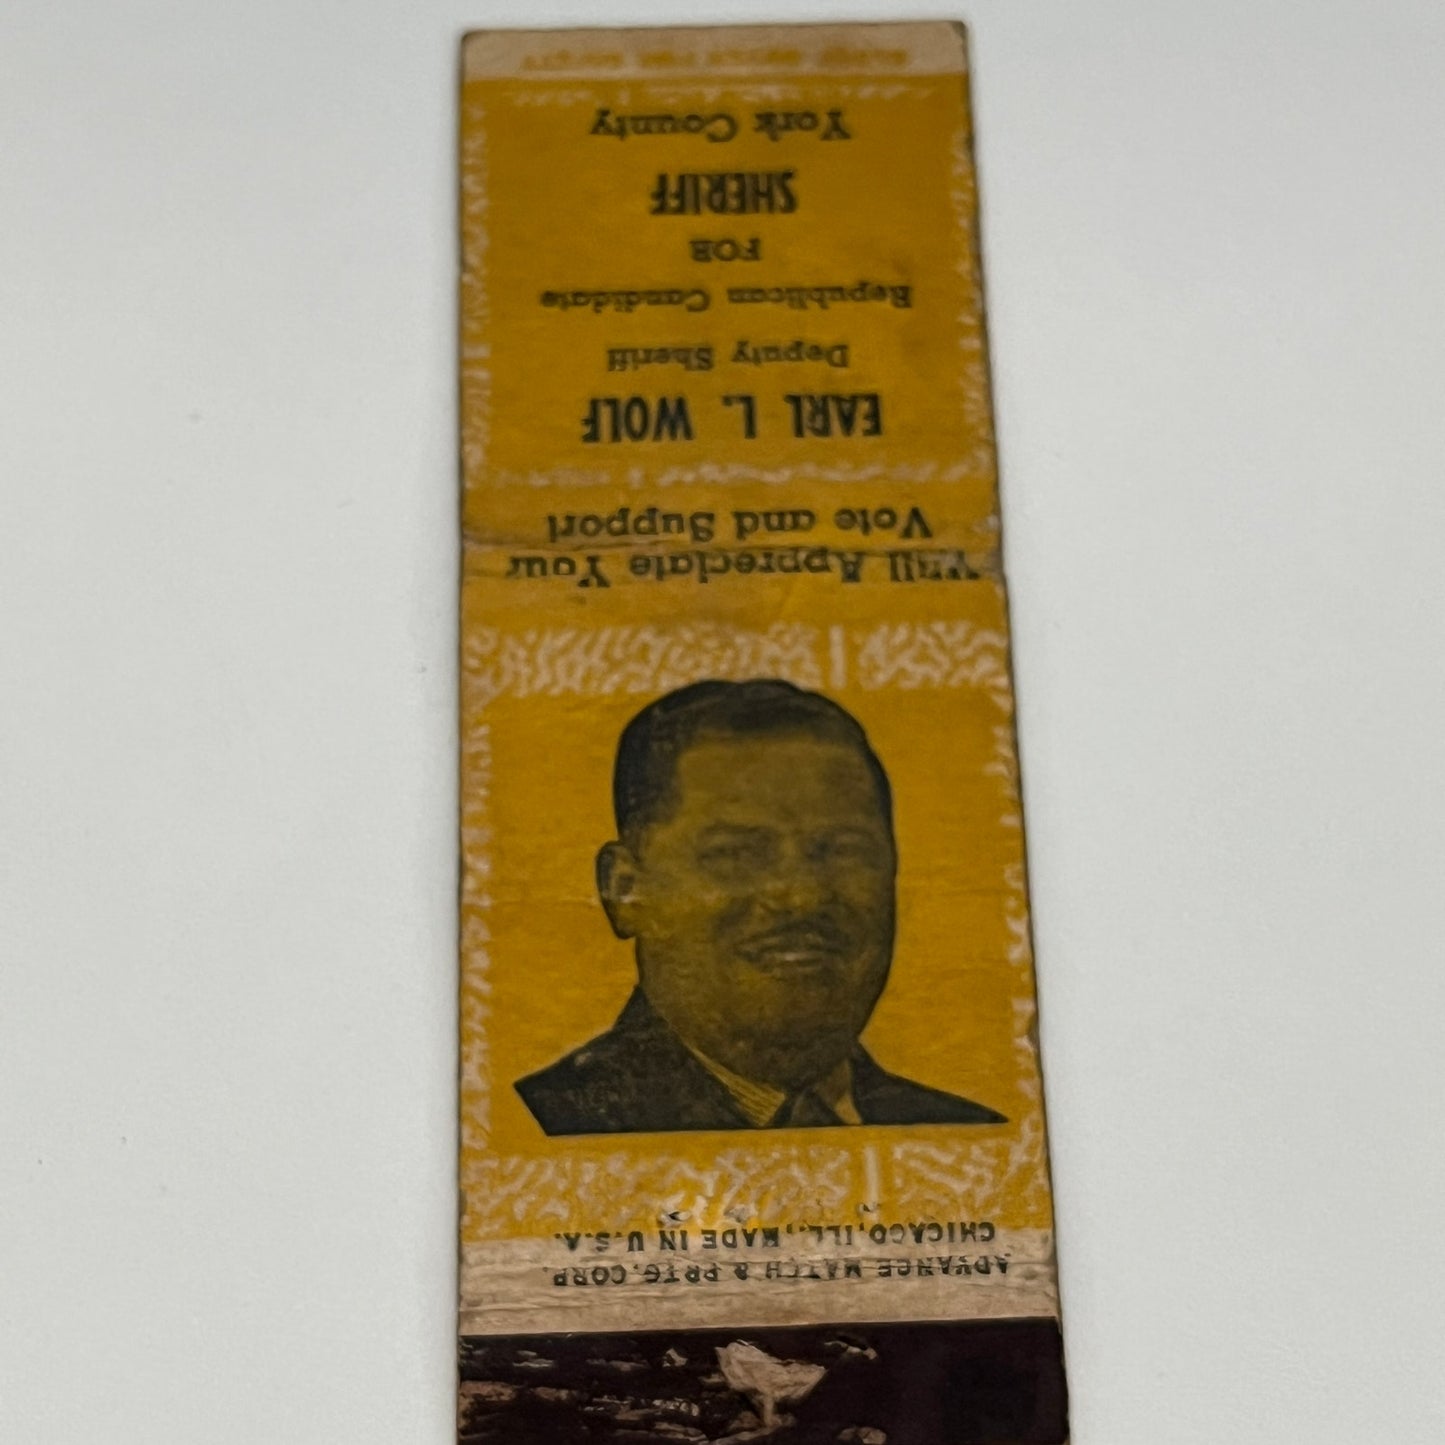 Will Appreciate Your
Vote and Support
EARL L. WOLF
Deputy Sheriff
Republican Candidate
FOR
SHERIFF
York County
ADVANCE MATCH & PRTG. CORP.
CHICAGO, ILL., MADE IN U.S.A.